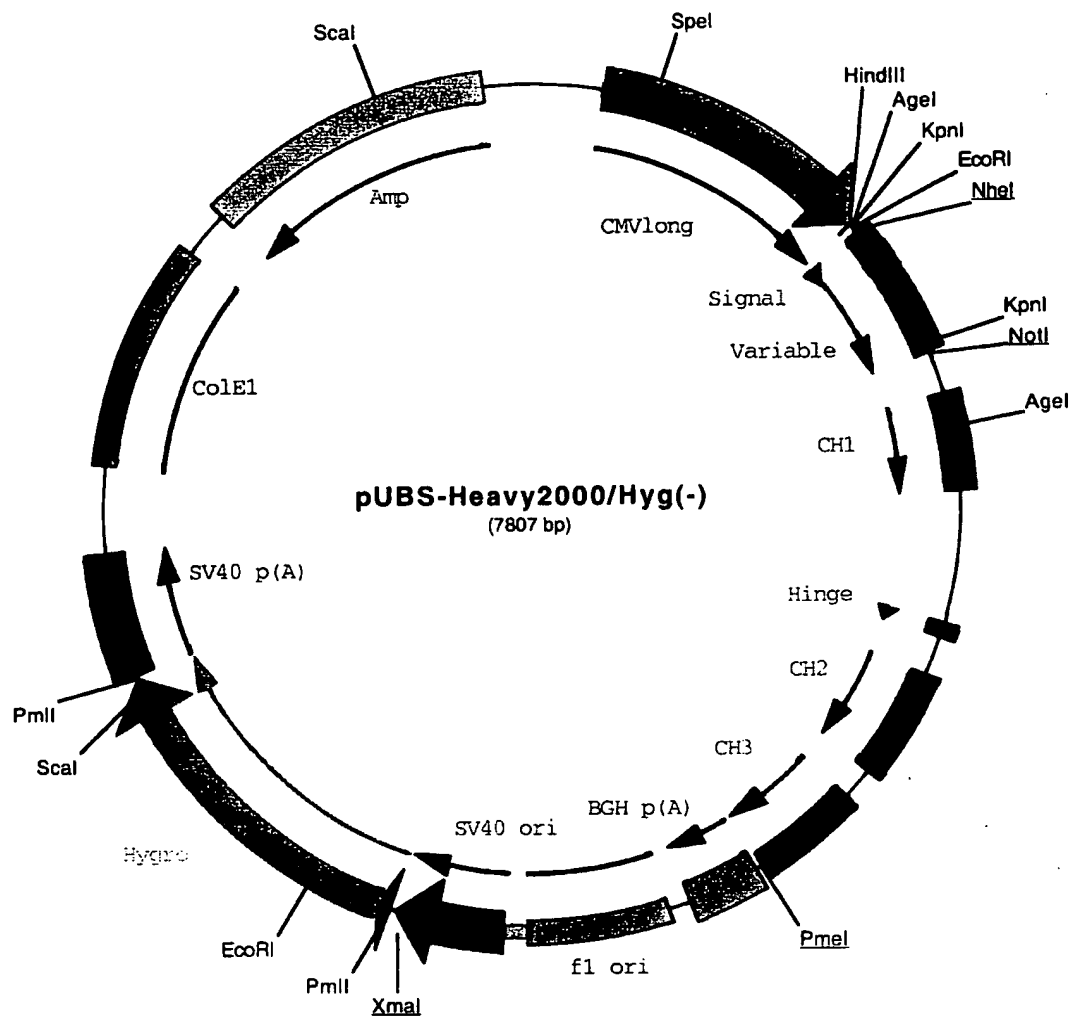 ScaI
SpeI
HindIII
AgeI
KpnI
EcoRI
NheI
Amp
CMVlong
Signal
Variable
KpnI
NotI
AgeI
ColE1
CH1
pUBS-Heavy2000/Hyg(-)
(7807 bp)
SV40 p(A)
Hinge
CH2
PmlI
ScaI
CH3
BGH p(A)
SV40 ori
Hygro
EcoRI
PmlI
XmaI
f1 ori
PmeI